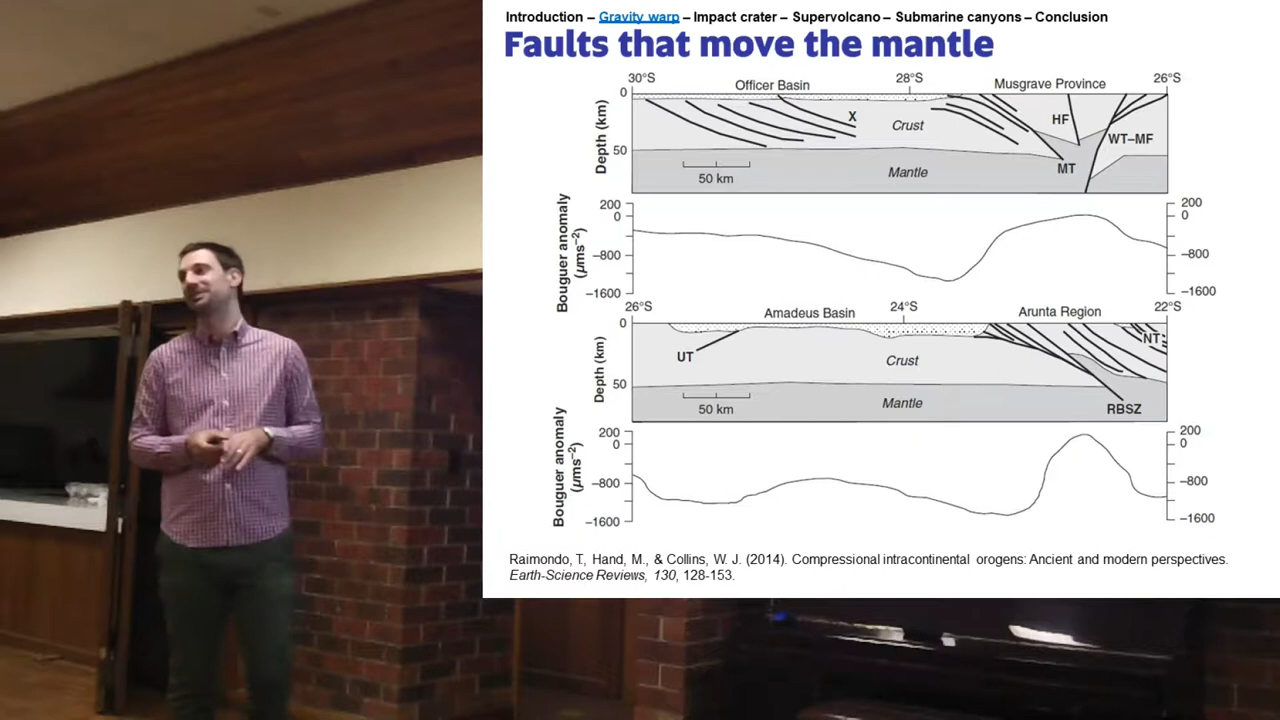 Introduction – Gravity warp – Impact crater – Supervolcano – Submarine canyons – Conclusion
Faults that move the mantle
30°S 28°S 26°S
Officer Basin Musgrave Province
0
Depth (km)
50
X
Crust
HF
WT–MF
MT
Mantle
50 km
Bouguer anomaly
(μms⁻²)
200
0
–800
–1600
200
0
–800
–1600
26°S 24°S 22°S
Amadeus Basin Arunta Region
0
Depth (km)
50
UT
Crust
NT
Mantle
50 km
RBSZ
Bouguer anomaly
(μms⁻²)
200
0
–800
–1600
200
0
–800
–1600
Raimondo, T., Hand, M., & Collins, W. J. (2014). Compressional intracontinental orogens: Ancient and modern perspectives.
Earth-Science Reviews, 130, 128-153.